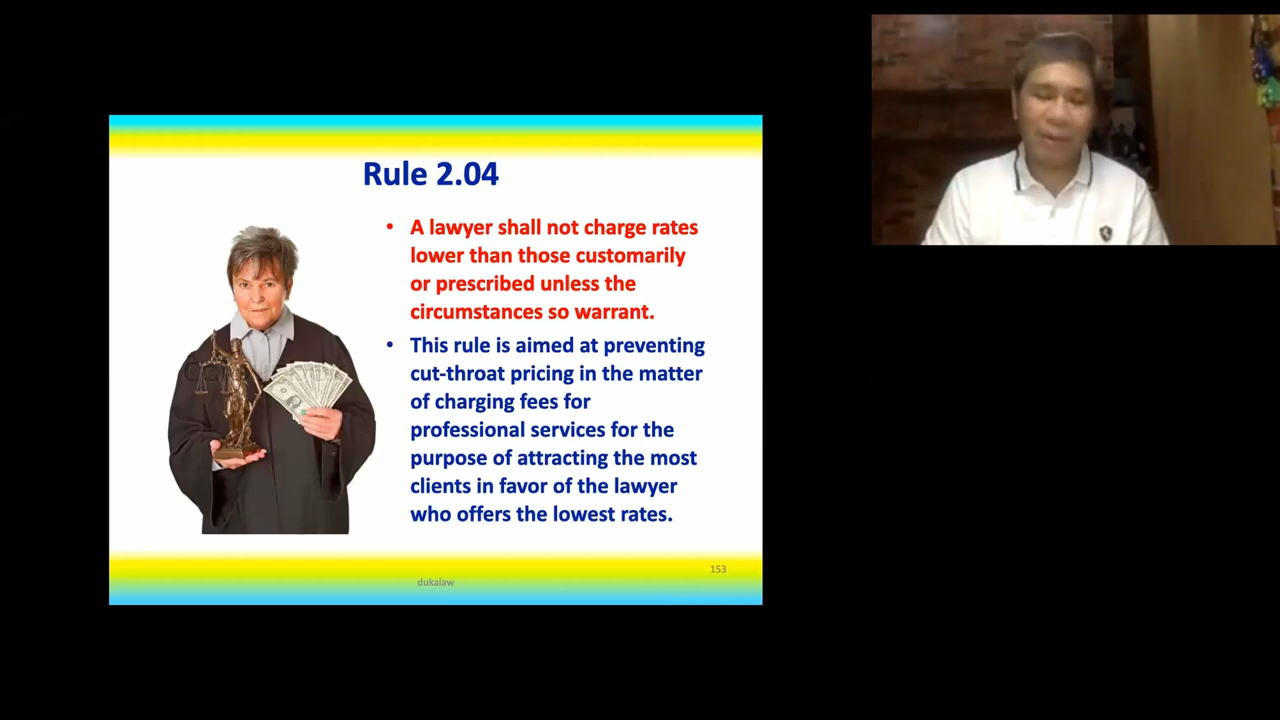 Rule 2.04
• A lawyer shall not charge rates
lower than those customarily
or prescribed unless the
circumstances so warrant.
• This rule is aimed at preventing
cut-throat pricing in the matter
of charging fees for
professional services for the
purpose of attracting the most
clients in favor of the lawyer
who offers the lowest rates.
153
dukalaw